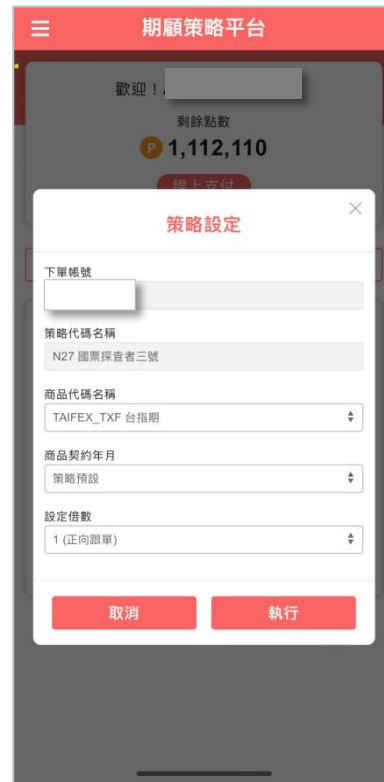 期顧策略平台
歡迎！
剩餘點數
P 1,112,110
線上支付
策略設定
下單帳號
策略代碼名稱
N27 國票探查者三號
商品代碼名稱
TAIFEX_TXF 台指期
商品契約年月
策略預設
設定倍數
1 (正向跟單)
取消
執行